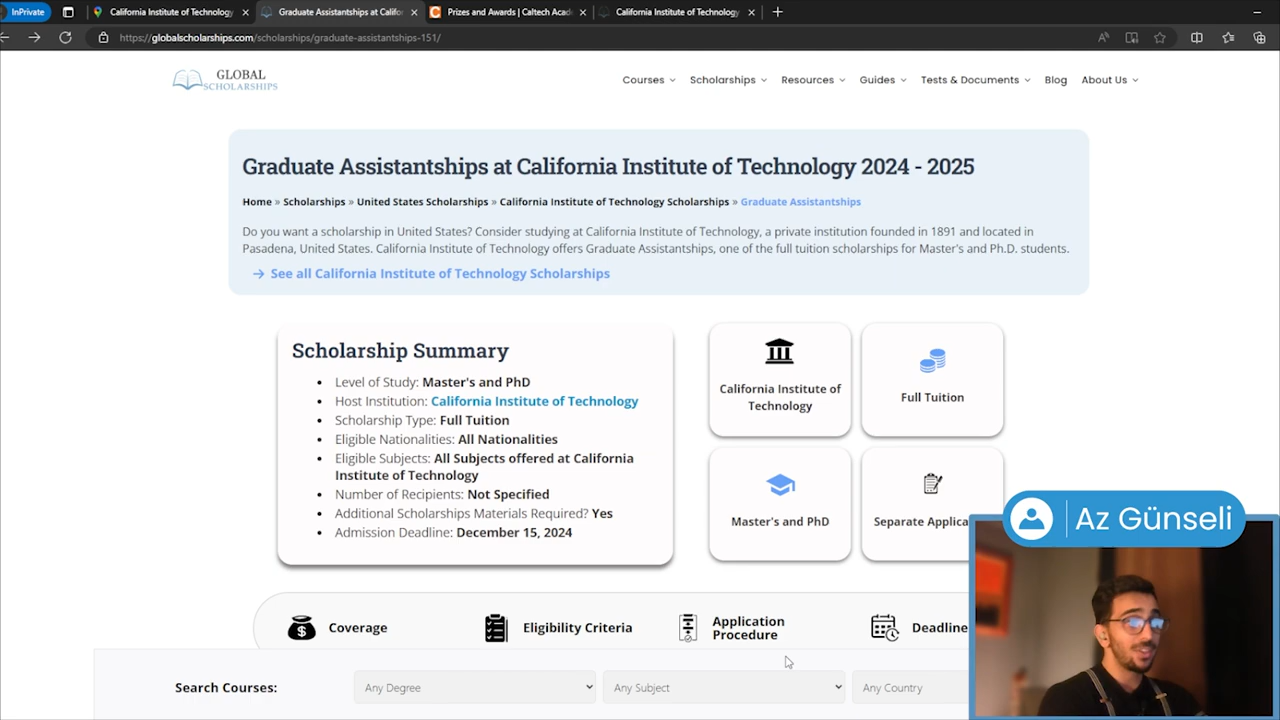 InPrivate
California Institute of Technology
Graduate Assistantships at Califo
Prizes and Awards | Caltech Aca
California Institute of Technology
https://globalscholarships.com/scholarships/graduate-assistantships-151/
GLOBAL
SCHOLARSHIPS
Courses
Scholarships
Resources
Guides
Tests & Documents
Blog
About Us
Graduate Assistantships at California Institute of Technology 2024 - 2025
Home » Scholarships » United States Scholarships » California Institute of Technology Scholarships » Graduate Assistantships
Do you want a scholarship in United States? Consider studying at California Institute of Technology, a private institution founded in 1891 and located in
Pasadena, United States. California Institute of Technology offers Graduate Assistantships, one of the full tuition scholarships for Master's and Ph.D. students.
→ See all California Institute of Technology Scholarships
Scholarship Summary
• Level of Study: Master's and PhD
• Host Institution: California Institute of Technology
• Scholarship Type: Full Tuition
• Eligible Nationalities: All Nationalities
• Eligible Subjects: All Subjects offered at California
Institute of Technology
• Number of Recipients: Not Specified
• Additional Scholarships Materials Required? Yes
• Admission Deadline: December 15, 2024
California Institute of
Technology
Full Tuition
Master's and PhD
Separate Applica
Az Günseli
Coverage
Eligibility Criteria
Application
Procedure
Deadline
Search Courses:
Any Degree
Any Subject
Any Country